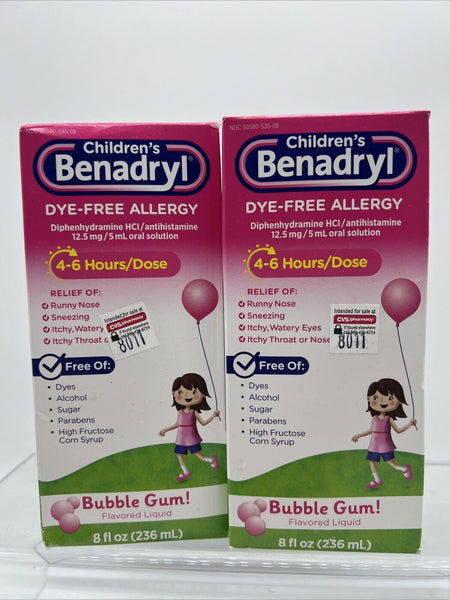 NDC 50580-535-08
Children's
Benadryl®
DYE-FREE ALLERGY
Diphenhydramine HCl/antihistamine
12.5 mg/5 mL oral solution
4-6 Hours/Dose
RELIEF OF:
Runny Nose
Sneezing
Itchy, Watery
Itchy Throat or
Intended for sale at
CVS/pharmacy
If found elsewhere
8011
Free Of:
Dyes
Alcohol
Sugar
Parabens
High Fructose
Corn Syrup
Bubble Gum!
Flavored Liquid
8 fl oz (236 mL)
NDC 50580-535-08
Children's
Benadryl®
DYE-FREE ALLERGY
Diphenhydramine HCl/antihistamine
12.5 mg/5 mL oral solution
4-6 Hours/Dose
RELIEF OF:
Runny Nose
Sneezing
Itchy, Watery Eyes
Itchy Throat or Nose
Intended for sale at
CVS/pharmacy
If found elsewhere
8011
Free Of:
Dyes
Alcohol
Sugar
Parabens
High Fructose
Corn Syrup
Bubble Gum!
Flavored Liquid
8 fl oz (236 mL)